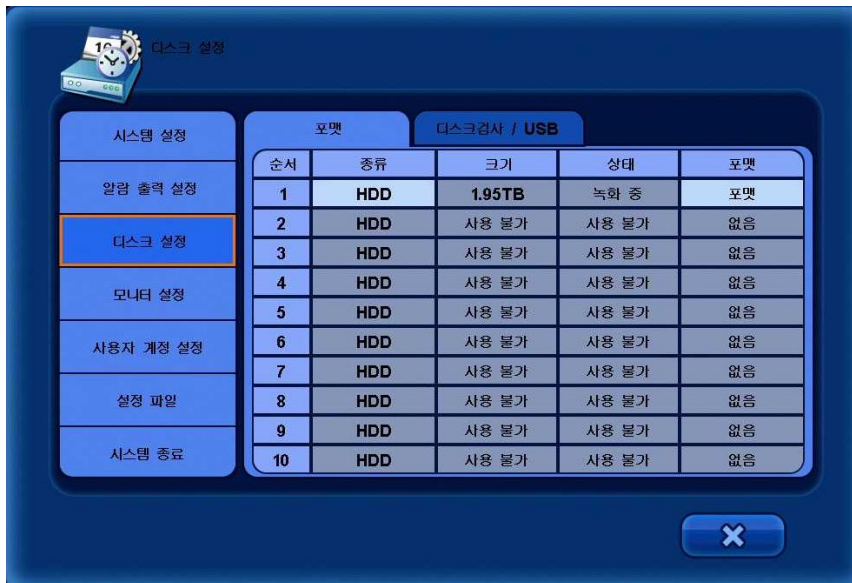 디스크 설정
시스템 설정
알람 출력 설정
디스크 설정
모니터 설정
사용자 계정 설정
설정 파일
시스템 종료
포맷 디스크검사 / USB
순서 종류 크기 상태 포맷
1 HDD 1.95TB 녹화 중 포맷
2 HDD 사용 불가 사용 불가 없음
3 HDD 사용 불가 사용 불가 없음
4 HDD 사용 불가 사용 불가 없음
5 HDD 사용 불가 사용 불가 없음
6 HDD 사용 불가 사용 불가 없음
7 HDD 사용 불가 사용 불가 없음
8 HDD 사용 불가 사용 불가 없음
9 HDD 사용 불가 사용 불가 없음
10 HDD 사용 불가 사용 불가 없음